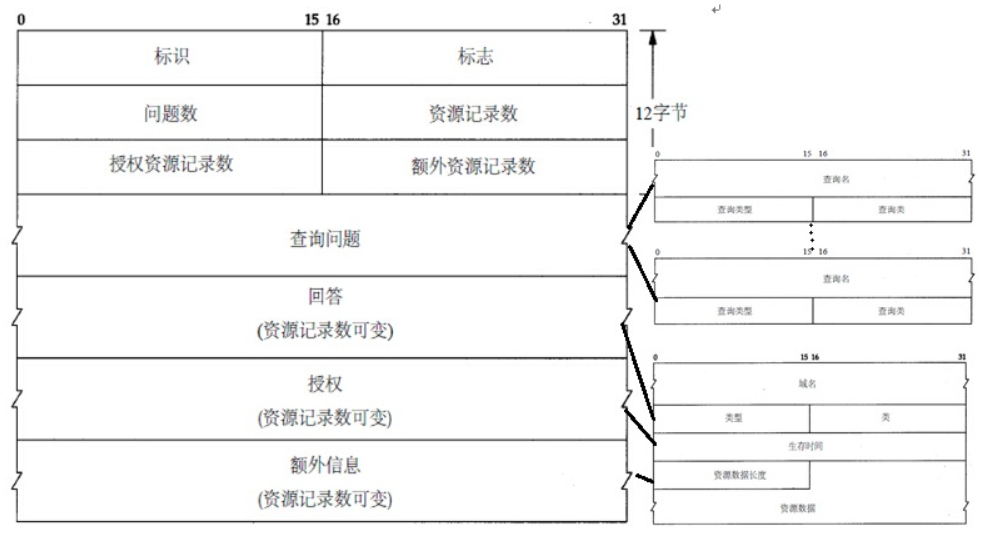 0 15 16 31
标识 标志
问题数 资源记录数
授权资源记录数 额外资源记录数
12字节
查询问题
回答
(资源记录数可变)
授权
(资源记录数可变)
额外信息
(资源记录数可变)
0 15 16 31
查询名
查询类型 查询类
0 15 16 31
查询名
查询类型 查询类
0 15 16 31
域名
类型 类
生存时间
资源数据长度
资源数据